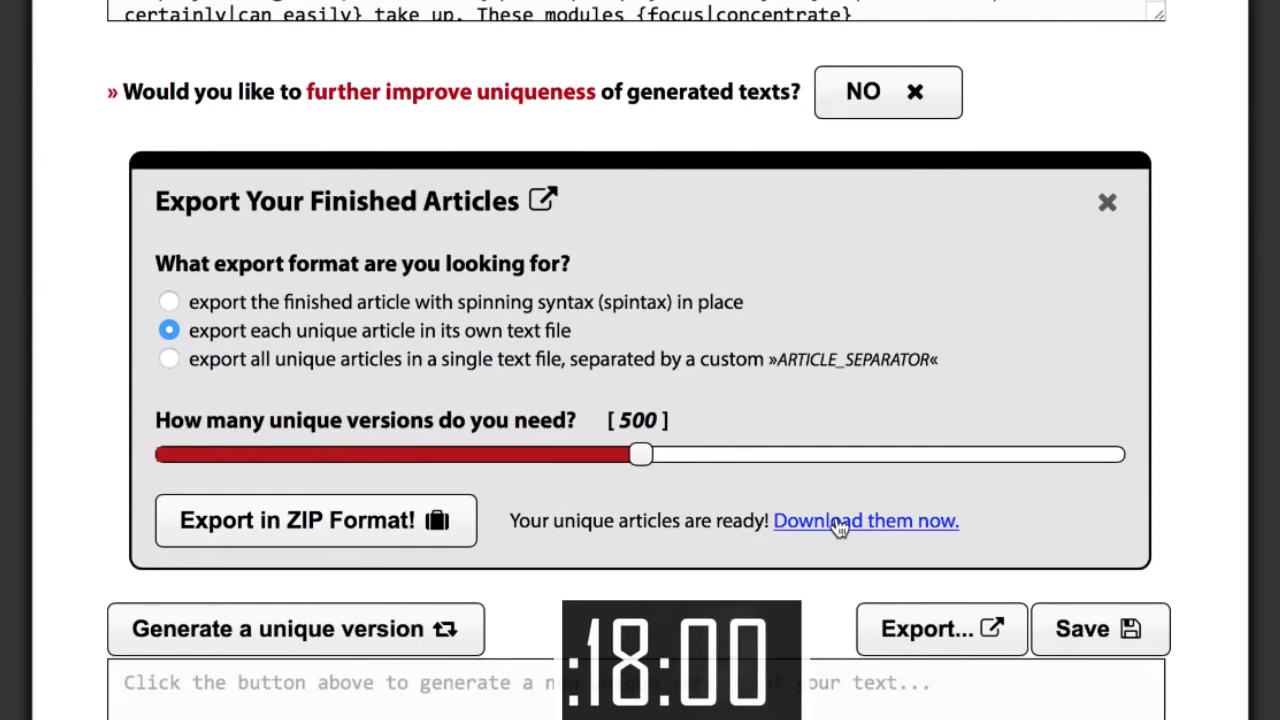 certainly|can easily} take up. These modules {focus|concentrate}
» Would you like to further improve uniqueness of generated texts? NO ✖
Export Your Finished Articles
What export format are you looking for?
export the finished article with spinning syntax (spintax) in place
export each unique article in its own text file
export all unique articles in a single text file, separated by a custom »ARTICLE_SEPARATOR«
How many unique versions do you need? [ 500 ]
Export in ZIP Format! Your unique articles are ready! Download them now.
Generate a unique version Export... Save
:18:00
Click the button above to generate a of your text...